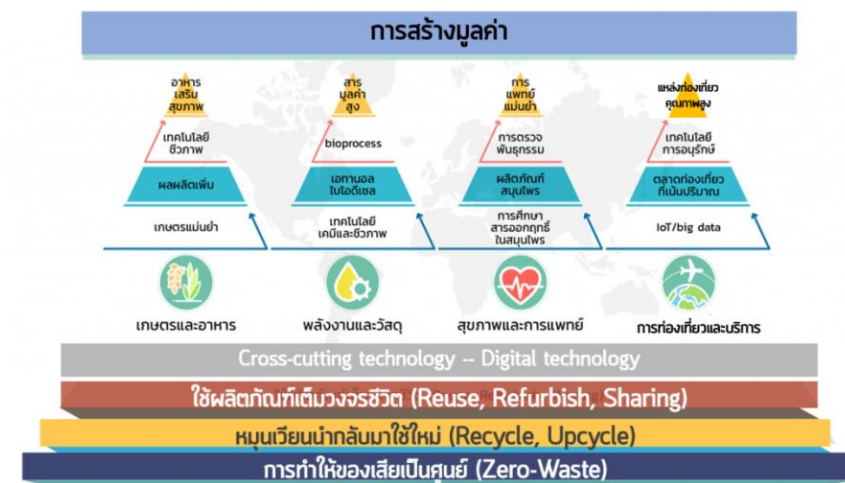 การสร้างมูลค่า
อาหาร
เสริม
สุขภาพ
เทคโนโลยี
ชีวภาพ
ผลผลิตเพิ่ม
เกษตรแม่นยำ
เกษตรและอาหาร
สาร
มูลค่า
สูง
bioprocess
เอทานอล
ไบโอดีเซล
เทคโนโลยี
เคมีและชีวภาพ
พลังงานและวัสดุ
การ
แพทย์
แม่นยำ
การตรวจ
พันธุกรรม
ผลิตภัณฑ์
สมุนไพร
การศึกษา
สารออกฤทธิ์
ในสมุนไพร
สุขภาพและการแพทย์
แหล่งท่องเที่ยว
คุณภาพสูง
เทคโนโลยี
การอนุรักษ์
ตลาดท่องเที่ยว
ที่เน้นปริมาณ
IoT/big data
การท่องเที่ยวและบริการ
Cross-cutting technology -- Digital technology
ใช้ผลิตภัณฑ์เต็มวงจรชีวิต (Reuse, Refurbish, Sharing)
หมุนเวียนนำกลับมาใช้ใหม่ (Recycle, Upcycle)
การทำให้ของเสียเป็นศูนย์ (Zero-Waste)